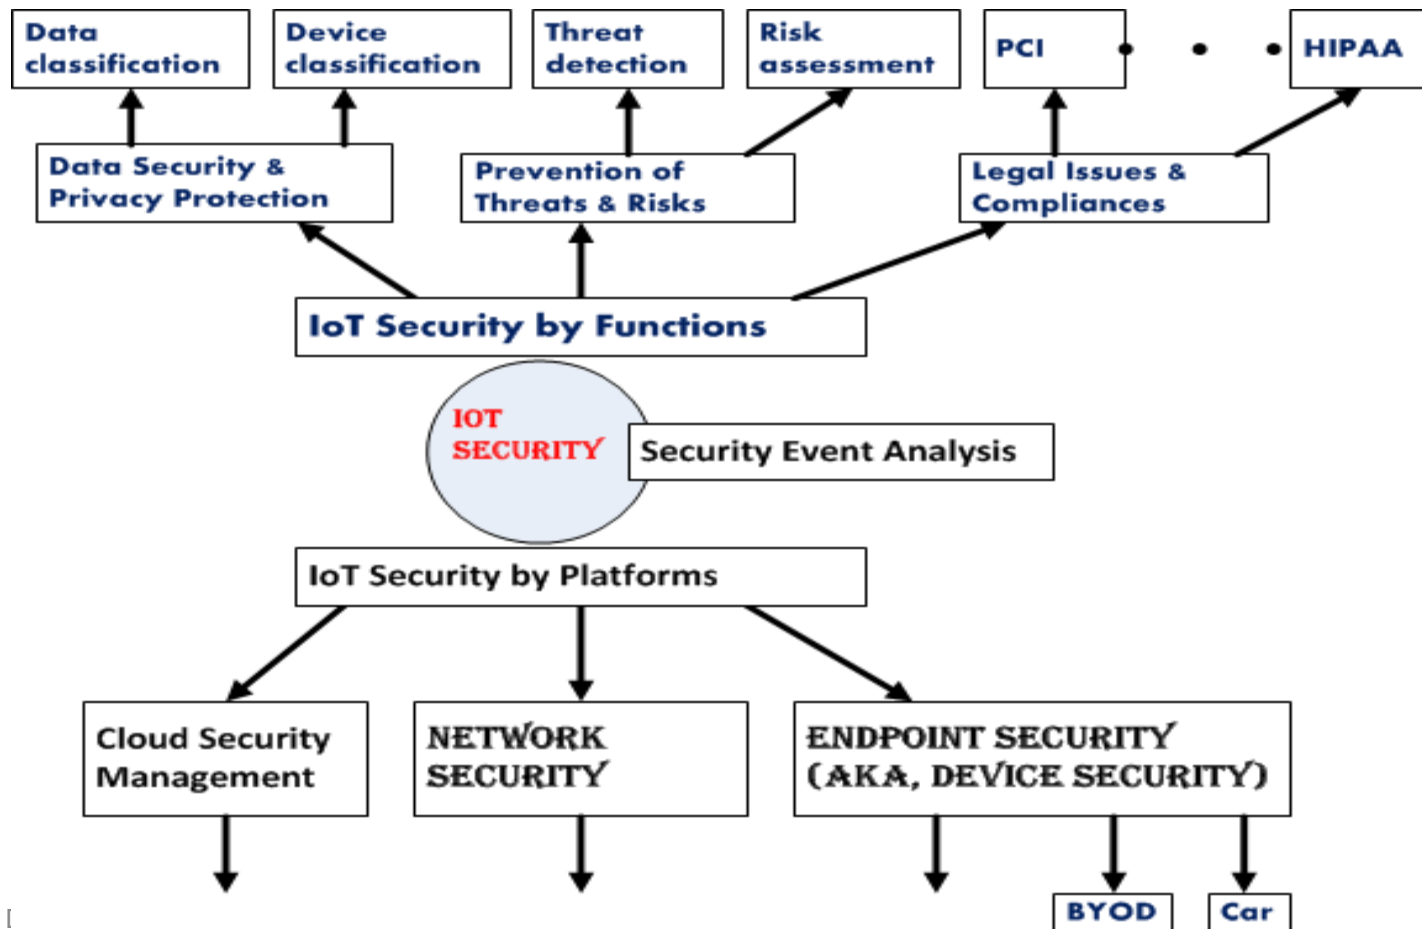 Data
classification
Device
classification
Threat
detection
Risk
assessment
PCI
• • •
HIPAA
Data Security &
Privacy Protection
Prevention of
Threats & Risks
Legal Issues &
Compliances
IoT Security by Functions
IOT
SECURITY
Security Event Analysis
IoT Security by Platforms
Cloud Security
Management
NETWORK
SECURITY
ENDPOINT SECURITY
(AKA, DEVICE SECURITY)
BYOD
Car
[